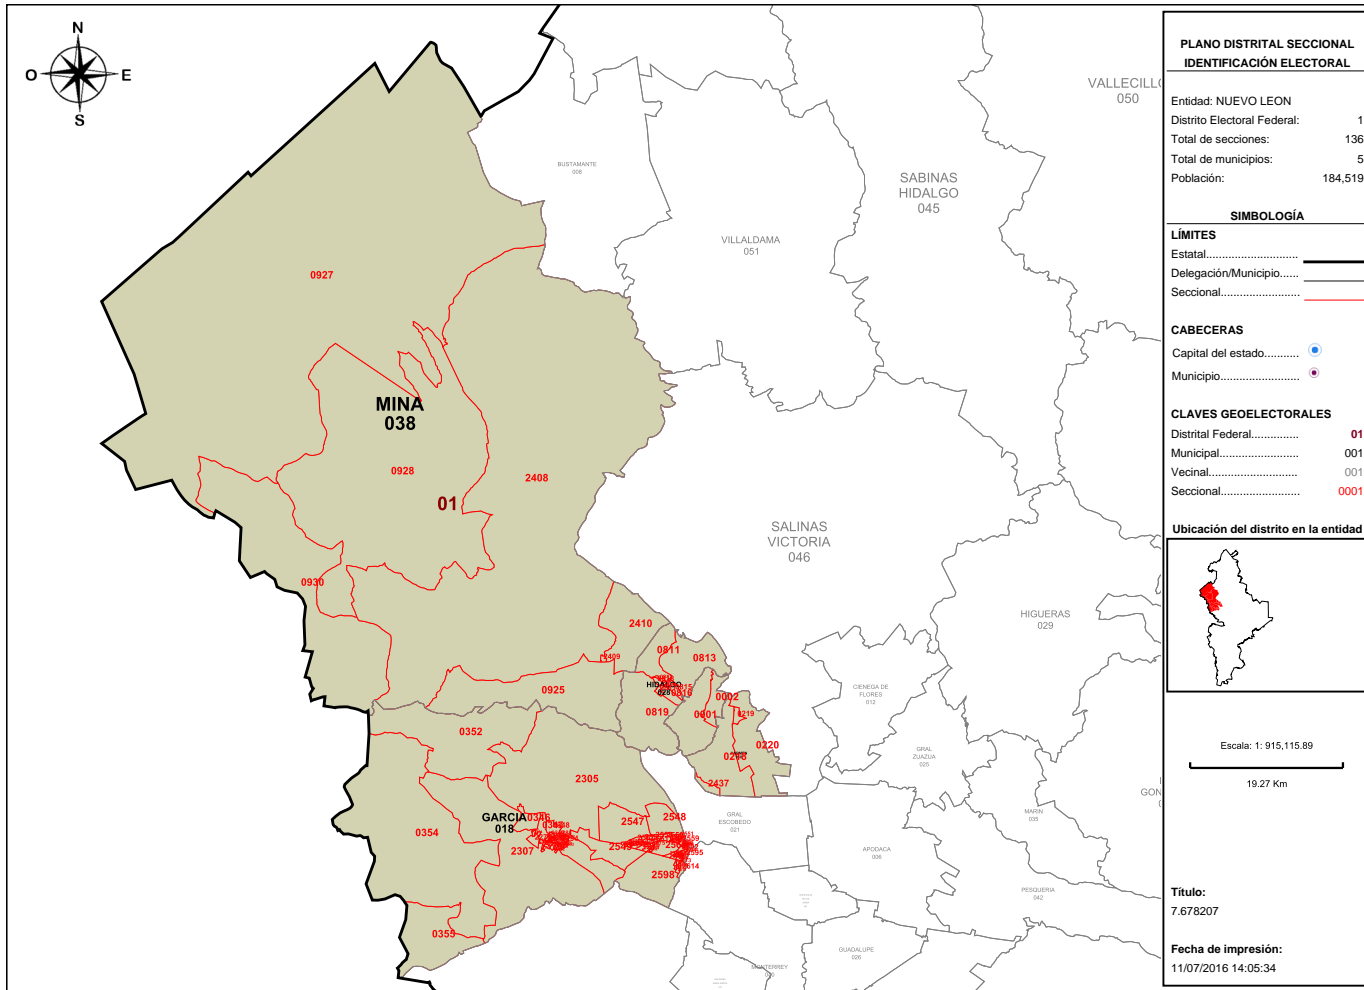 N
O E
S
VALLECILLO
050
BUSTAMANTE
008
SABINAS
HIDALGO
045
VILLALDAMA
051
0927
MINA
038
0928
2408
01
SALINAS
VICTORIA
046
0930
HIGUERAS
029
2410
0811
0813
2409
HIDALGO
028
0816
0925
0819
0001
0002
0219
0220
CIENEGA DE
FLORES
012
GRAL
ZUAZUA
025
0352
2305
2437
MARIN
035
GARCIA
018
0346
0354
2307
2547
2548
GRAL
ESCOBEDO
021
APODACA
006
2614
PESQUERIA
042
0355
GUADALUPE
026
MONTERREY
PLANO DISTRITAL SECCIONAL
IDENTIFICACIÓN ELECTORAL
Entidad: NUEVO LEON
Distrito Electoral Federal: 1
Total de secciones: 136
Total de municipios: 5
Población: 184,519
SIMBOLOGÍA
LÍMITES
Estatal............................
Delegación/Municipio......
Seccional.........................
CABECERAS
Capital del estado...........
Municipio.........................
CLAVES GEOELECTORALES
Distrital Federal............... 01
Municipal......................... 001
Vecinal............................ 001
Seccional......................... 0001
Ubicación del distrito en la entidad
Escala: 1: 915,115.89
19.27 Km
Título:
7.678207
Fecha de impresión:
11/07/2016 14:05:34